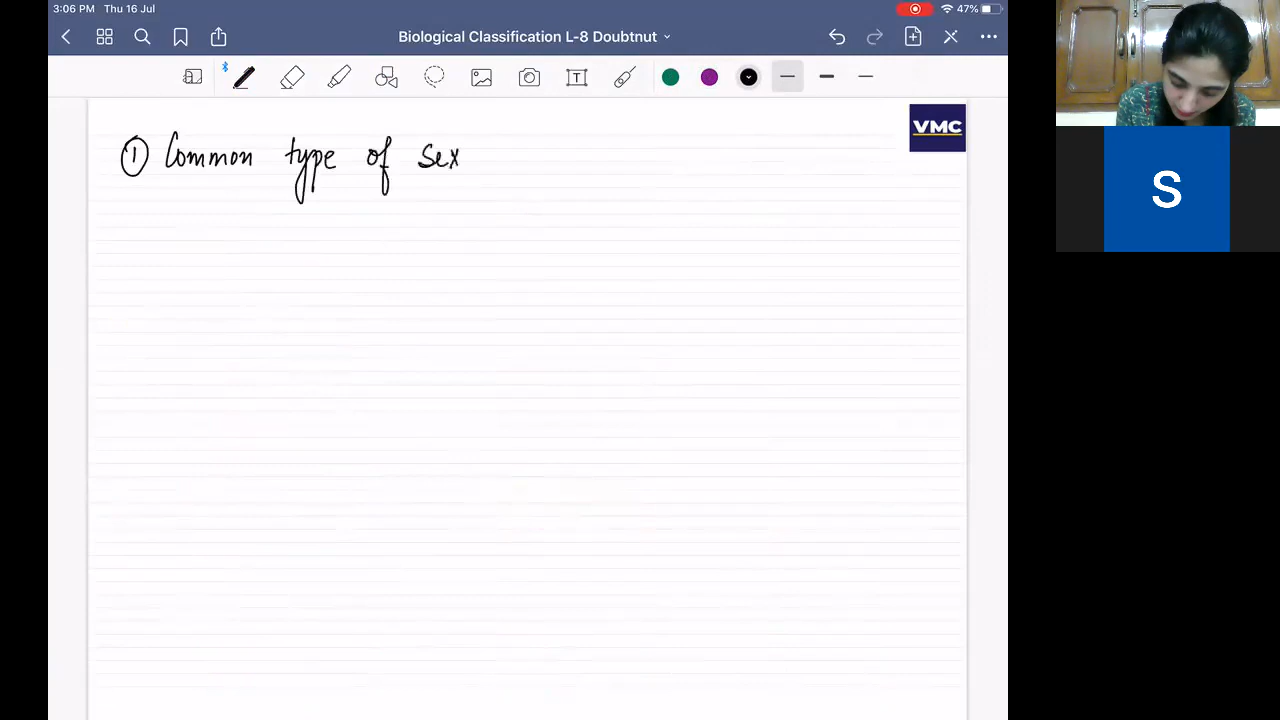 3:06 PM Thu 16 Jul
47%
Biological Classification L-8 Doubtnut
T
VMC
① Common type of Sex
S